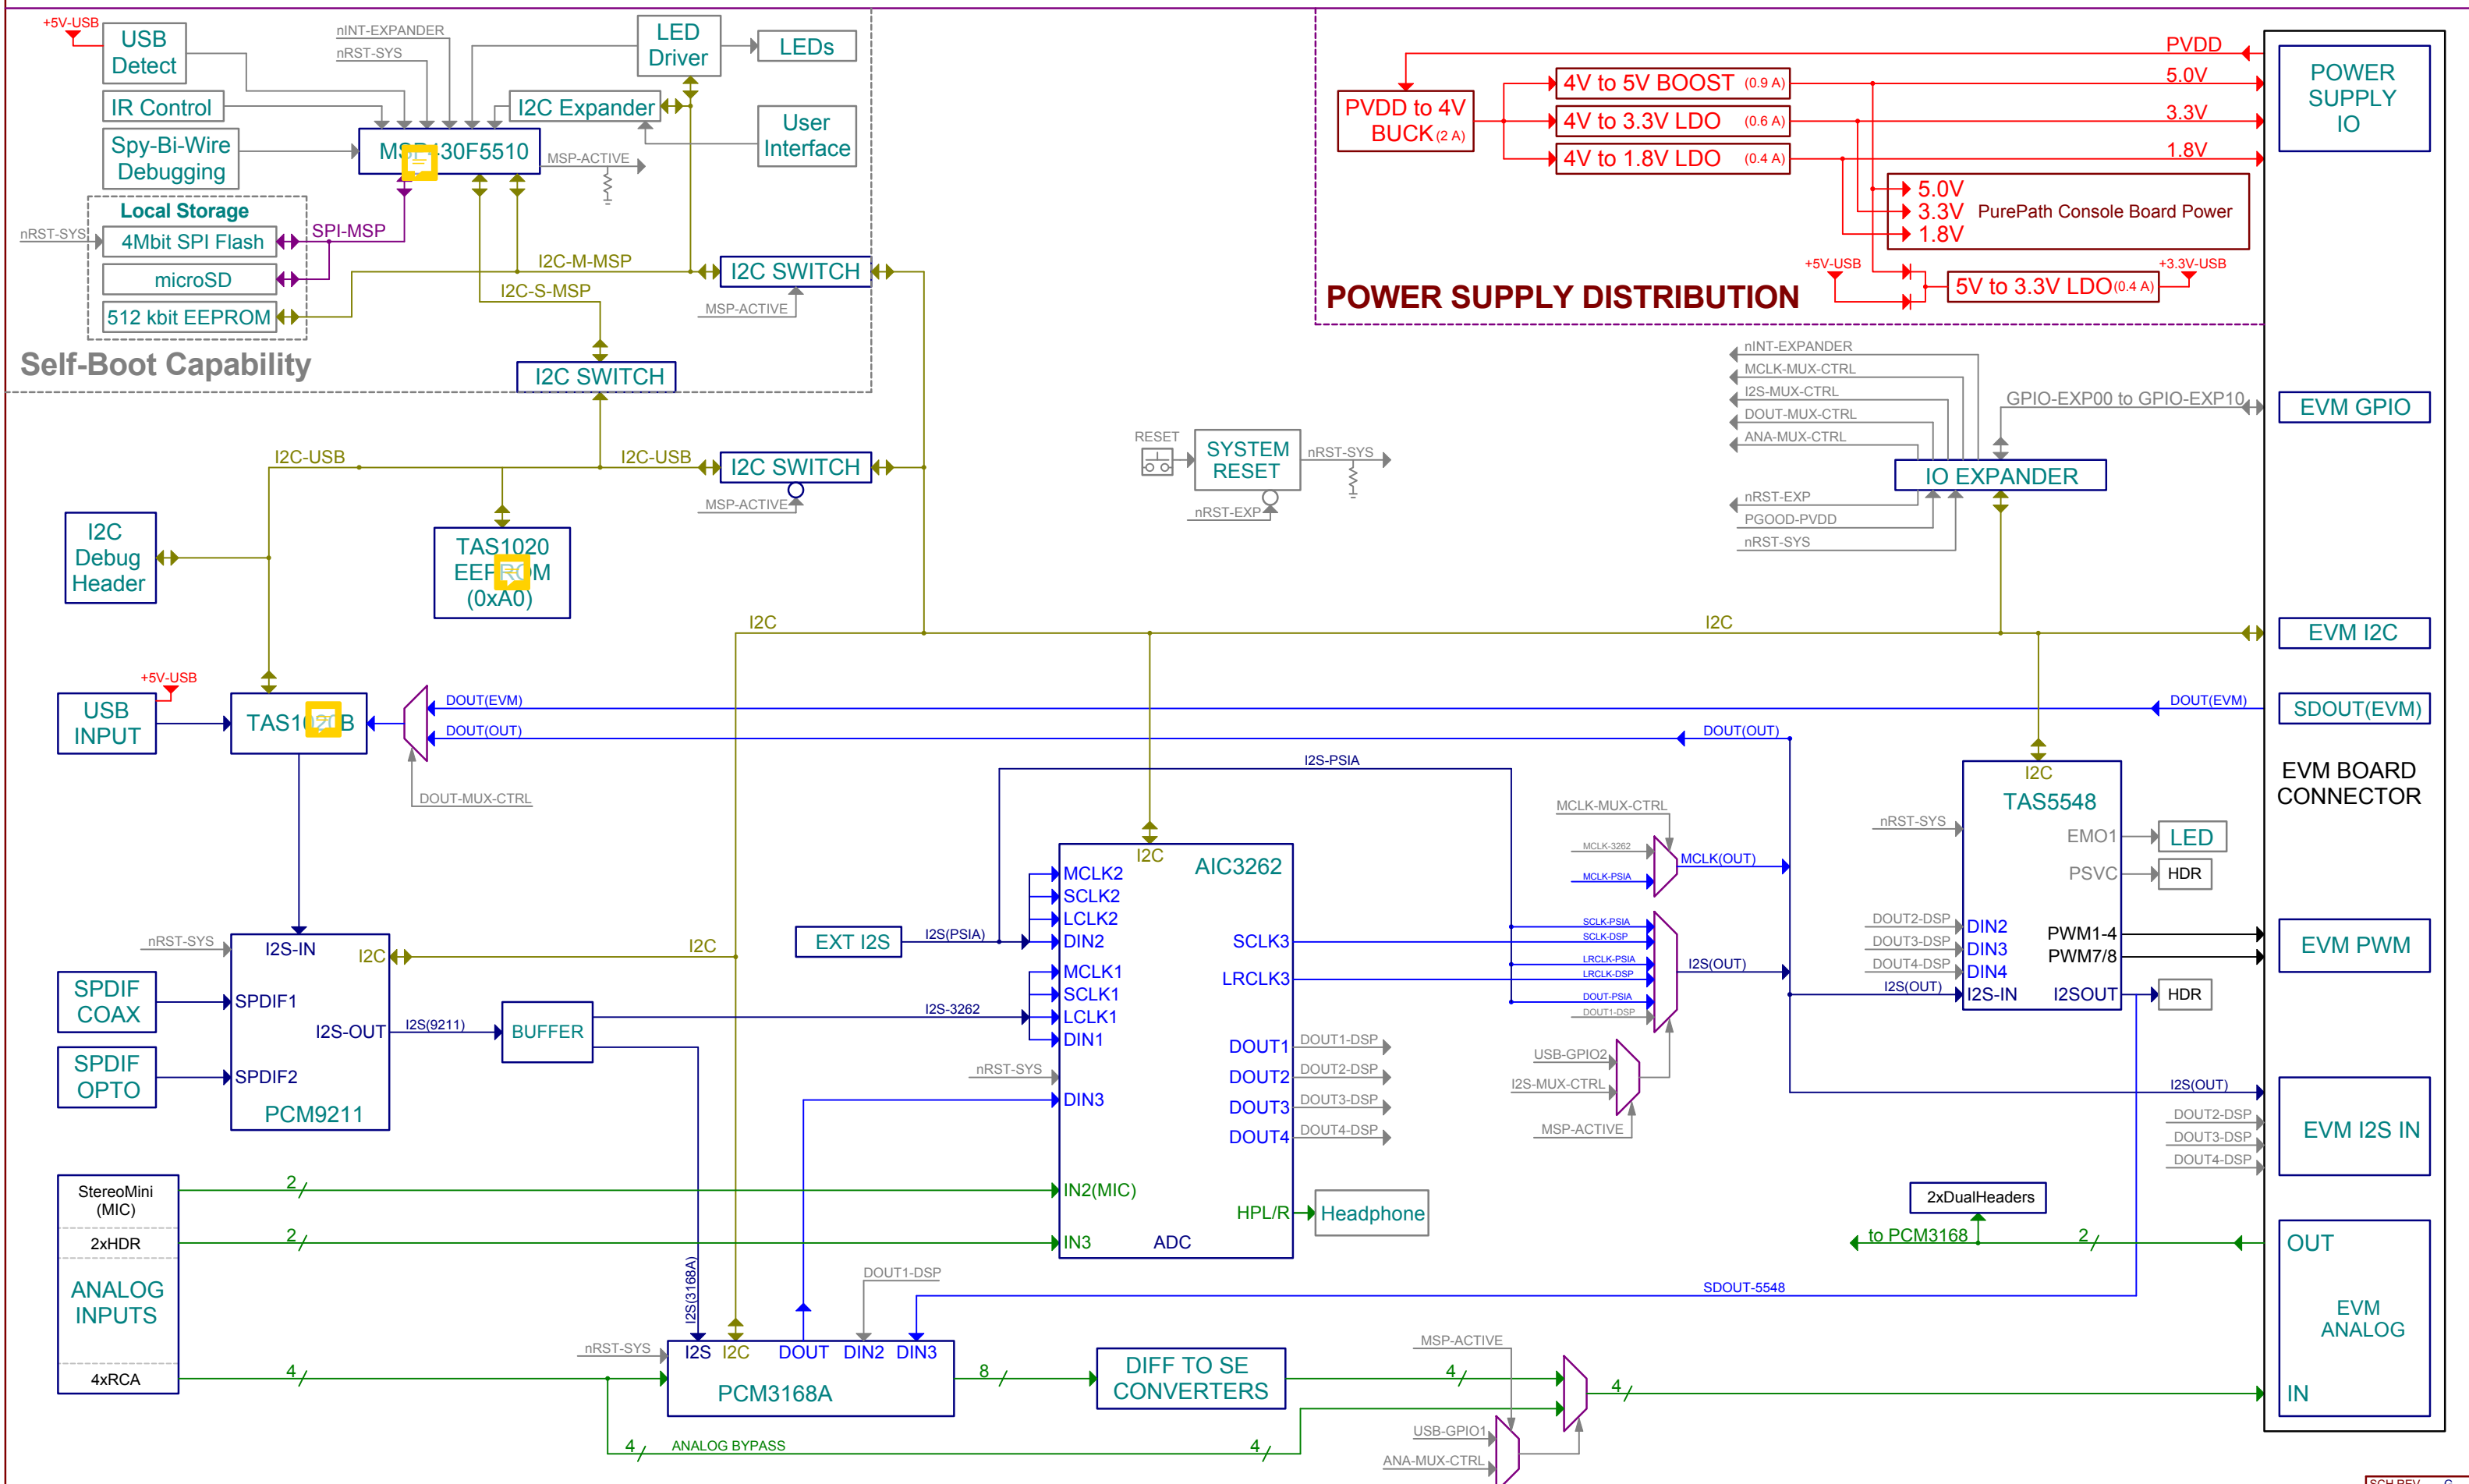 +5V-USB
USB
Detect
nINT-EXPANDER
nRST-SYS
LED
Driver
LEDs
IR Control
I2C Expander
User
Interface
Spy-Bi-Wire
Debugging
MSP430F5510
MSP-ACTIVE
Local Storage
nRST-SYS
4Mbit SPI Flash
SPI-MSP
microSD
512 kbit EEPROM
I2C-M-MSP
I2C-S-MSP
I2C SWITCH
MSP-ACTIVE
Self-Boot Capability
I2C SWITCH
PVDD
PVDD to 4V
BUCK (2 A)
4V to 5V BOOST (0.9 A)
5.0V
4V to 3.3V LDO (0.6 A)
3.3V
4V to 1.8V LDO (0.4 A)
1.8V
5.0V
3.3V PurePath Console Board Power
1.8V
+5V-USB
+3.3V-USB
5V to 3.3V LDO (0.4 A)
POWER SUPPLY DISTRIBUTION
POWER
SUPPLY
IO
nINT-EXPANDER
MCLK-MUX-CTRL
I2S-MUX-CTRL
DOUT-MUX-CTRL
ANA-MUX-CTRL
GPIO-EXP00 to GPIO-EXP10
EVM GPIO
IO EXPANDER
nRST-EXP
PGOOD-PVDD
nRST-SYS
RESET
SYSTEM
RESET
nRST-SYS
nRST-EXP
I2C-USB
I2C-USB
I2C SWITCH
MSP-ACTIVE
I2C
Debug
Header
TAS1020
EEPROM
(0xA0)
I2C
I2C
EVM I2C
+5V-USB
USB
INPUT
TAS1020B
DOUT(EVM)
DOUT(OUT)
DOUT-MUX-CTRL
DOUT(OUT)
DOUT(EVM)
SDOUT(EVM)
EVM BOARD
CONNECTOR
I2S-PSIA
MCLK-MUX-CTRL
MCLK-3262
MCLK-PSIA
MCLK(OUT)
I2C
TAS5548
nRST-SYS
EMO1
LED
PSVC
HDR
DOUT2-DSP
DIN2
DOUT3-DSP
DIN3
DOUT4-DSP
DIN4
I2S(OUT)
I2S-IN
PWM1-4
PWM7/8
I2SOUT
HDR
EVM PWM
I2C
AIC3262
MCLK2
SCLK2
LCLK2
DIN2
EXT I2S
I2S(PSIA)
MCLK1
SCLK1
LCLK1
DIN1
I2S-3262
nRST-SYS
DIN3
SCLK3
LRCLK3
SCLK-PSIA
SCLK-DSP
LRCLK-PSIA
LRCLK-DSP
DOUT-PSIA
DOUT1-DSP
I2S(OUT)
DOUT1
DOUT1-DSP
DOUT2
DOUT2-DSP
DOUT3
DOUT3-DSP
DOUT4
DOUT4-DSP
USB-GPIO2
I2S-MUX-CTRL
MSP-ACTIVE
I2S(OUT)
DOUT2-DSP
DOUT3-DSP
DOUT4-DSP
EVM I2S IN
nRST-SYS
I2S-IN
I2C
I2C
SPDIF
COAX
SPDIF1
I2S-OUT
I2S(9211)
BUFFER
SPDIF
OPTO
SPDIF2
PCM9211
StereoMini
(MIC)
2
IN2(MIC)
2xHDR
2
IN3
ADC
HPL/R
Headphone
ANALOG
INPUTS
4xRCA
4
I2S(3168A)
DOUT1-DSP
SDOUT-5548
nRST-SYS
I2S
I2C
DOUT
DIN2
DIN3
PCM3168A
8
DIFF TO SE
CONVERTERS
4
4
ANALOG BYPASS
4
MSP-ACTIVE
USB-GPIO1
ANA-MUX-CTRL
4
2xDualHeaders
to PCM3168
2
OUT
EVM
ANALOG
IN